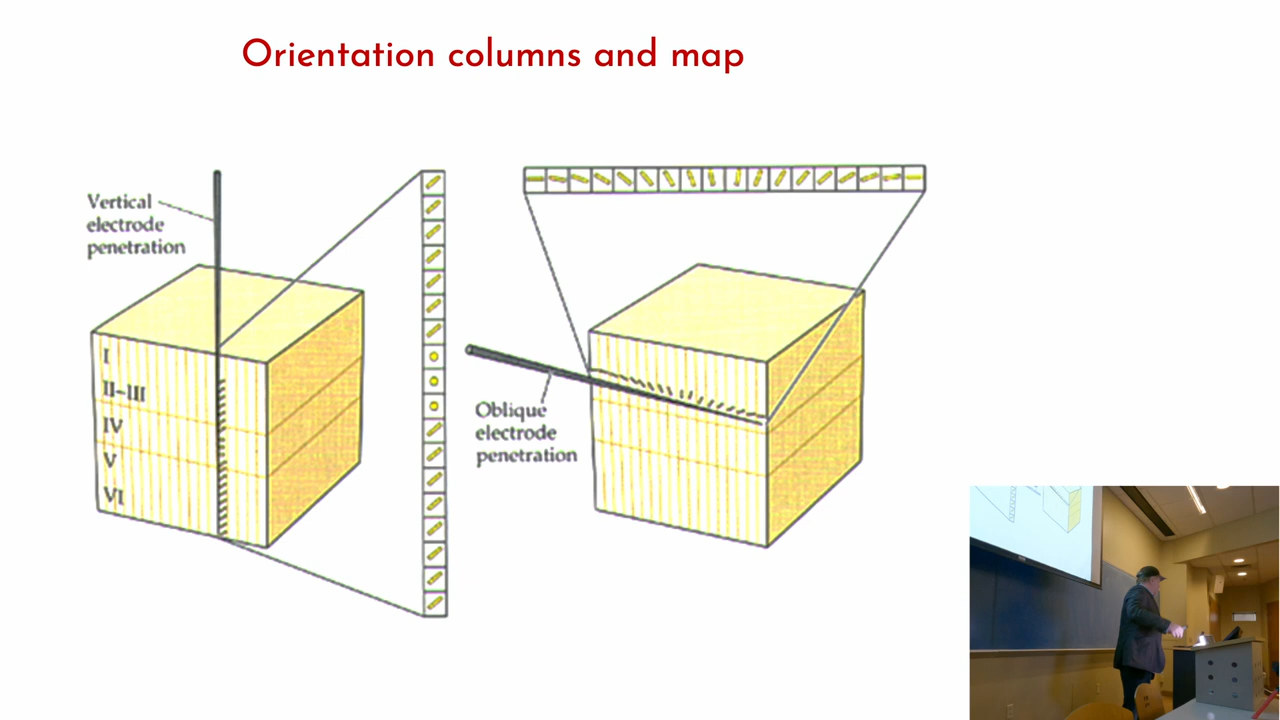 Orientation columns and map
Vertical
electrode
penetration
I
II–III
IV
V
VI
Oblique
electrode
penetration